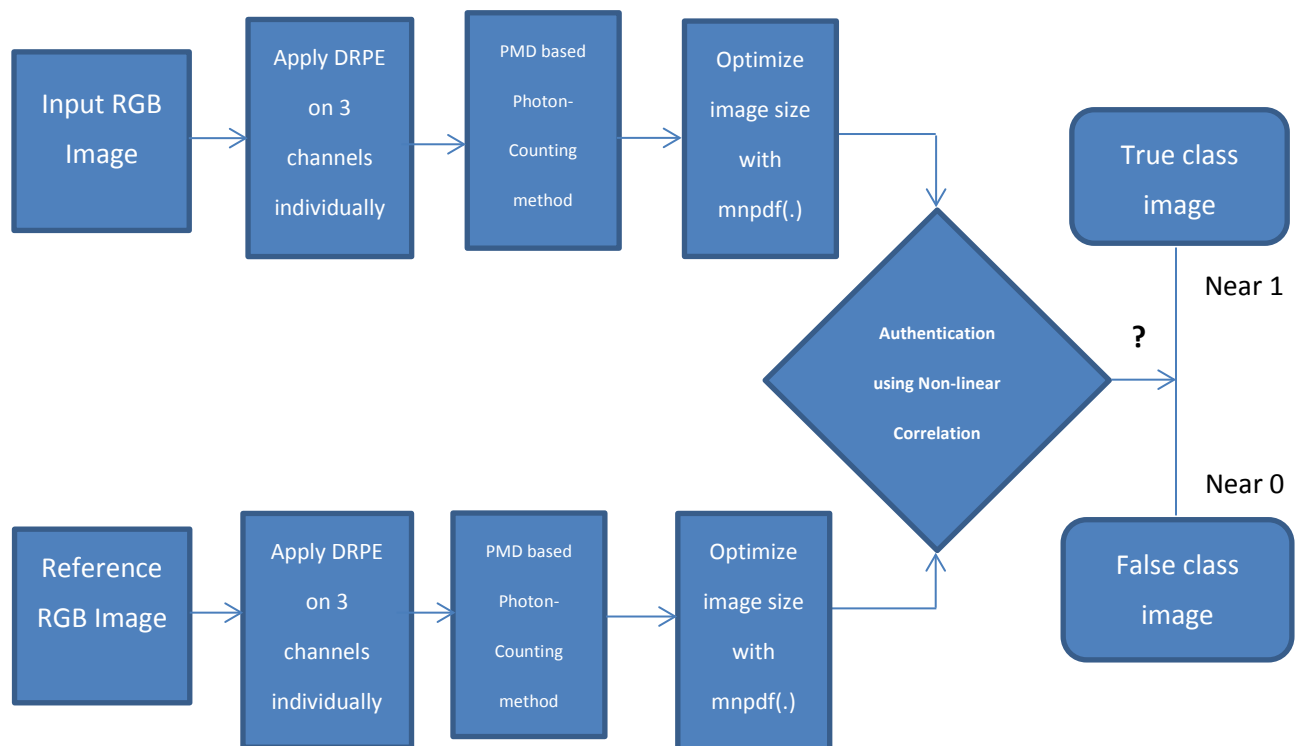 Input RGB
Image
Apply DRPE
on 3
channels
individually
PMD based
Photon-
Counting
method
Optimize
image size
with
mnpdf(.)
True class
image
Near 1
?
Authentication
using Non-linear
Correlation
Near 0
Reference
RGB Image
Apply DRPE
on 3
channels
individually
PMD based
Photon-
Counting
method
Optimize
image size
with
mnpdf(.)
False class
image